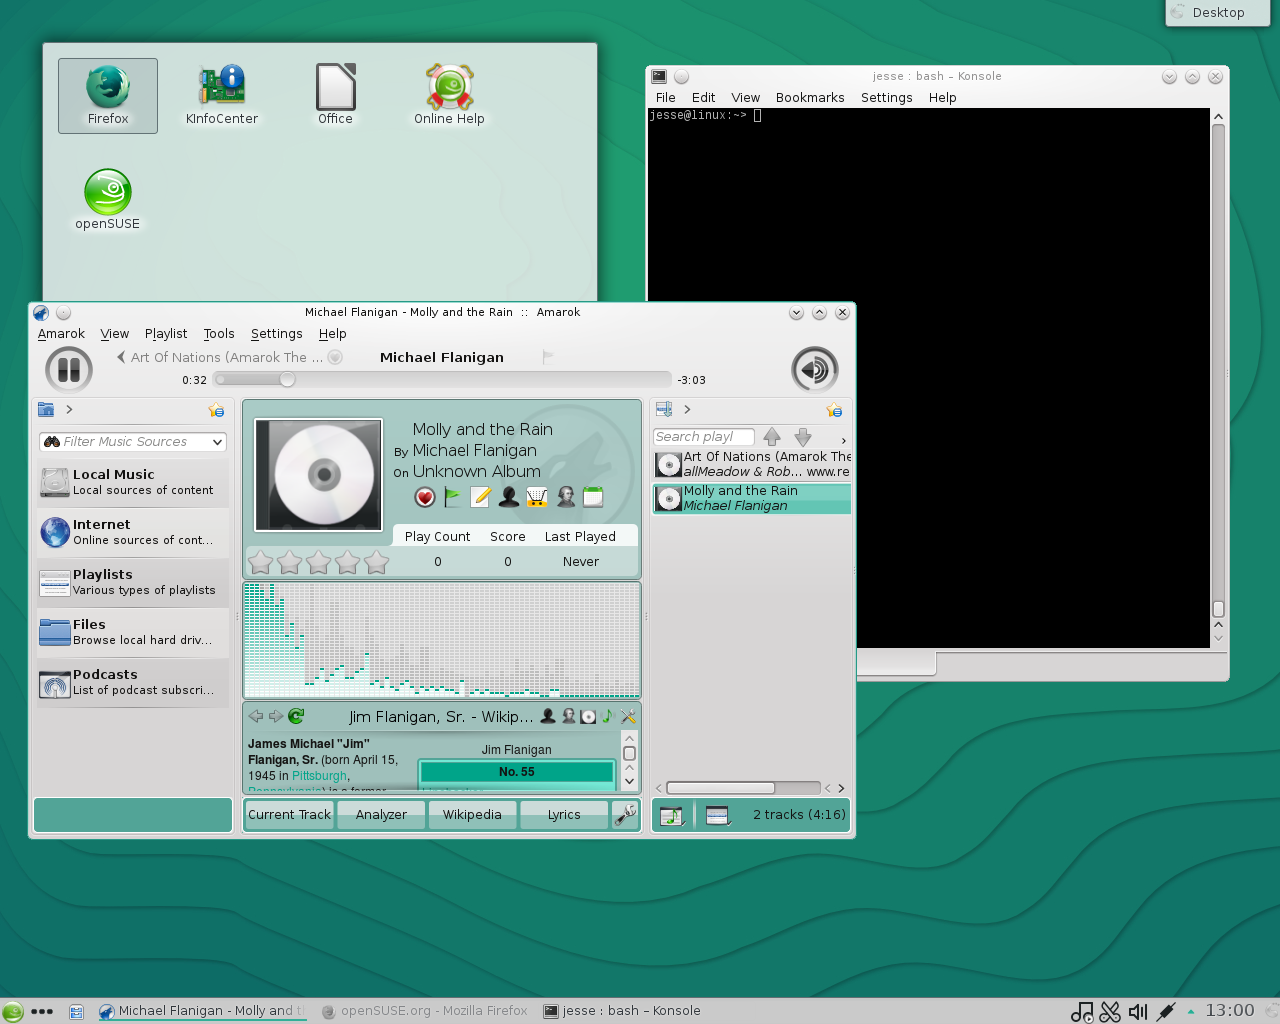 Desktop
Firefox
KInfoCenter
Office
Online Help
openSUSE
jesse : bash – Konsole
File Edit View Bookmarks Settings Help
jesse@linux:~>
Michael Flanigan - Molly and the Rain :: Amarok
Amarok View Playlist Tools Settings Help
Art Of Nations (Amarok The ...
Michael Flanigan
0:32
-3:03
Filter Music Sources
Local Music
Local sources of content
Internet
Online sources of cont...
Playlists
Various types of playlists
Files
Browse local hard driv...
Podcasts
List of podcast subscri...
Molly and the Rain
By Michael Flanigan
On Unknown Album
Play Count Score Last Played
0 0 Never
Jim Flanigan, Sr. - Wikip...
James Michael "Jim"
Flanigan, Sr. (born April 15,
1945 in Pittsburgh,
Pennsylvania) is a former
Jim Flanigan
No. 55
Current Track Analyzer Wikipedia Lyrics
Search playl
Art Of Nations (Amarok The
allMeadow & Rob... www.re
Molly and the Rain
Michael Flanigan
2 tracks (4:16)
Michael Flanigan - Molly and t
openSUSE.org - Mozilla Firefox
jesse : bash – Konsole
13:00